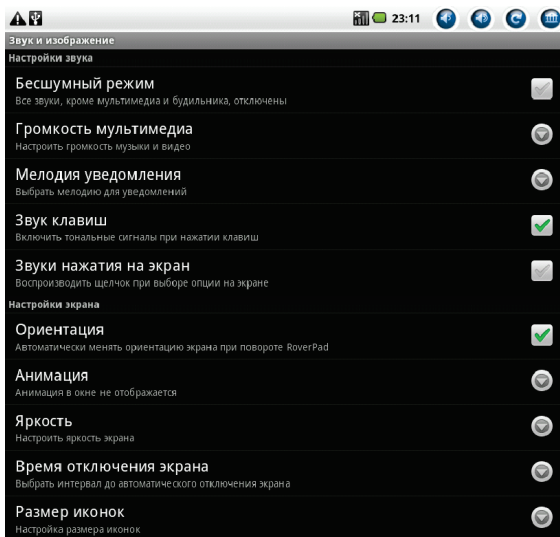 23:11
Звук и изображение
Настройки звука
Бесшумный режим
Все звуки, кроме мультимедиа и будильника, отключены
Громкость мультимедиа
Настроить громкость музыки и видео
Мелодия уведомления
Выбрать мелодию для уведомлений
Звук клавиш
Включить тональные сигналы при нажатии клавиш
Звуки нажатия на экран
Воспроизводить щелчок при выборе опции на экране
Настройки экрана
Ориентация
Автоматически менять ориентацию экрана при повороте RoverPad
Анимация
Анимация в окне не отображается
Яркость
Настроить яркость экрана
Время отключения экрана
Выбрать интервал до автоматического отключения экрана
Размер иконок
Настройка размера иконок